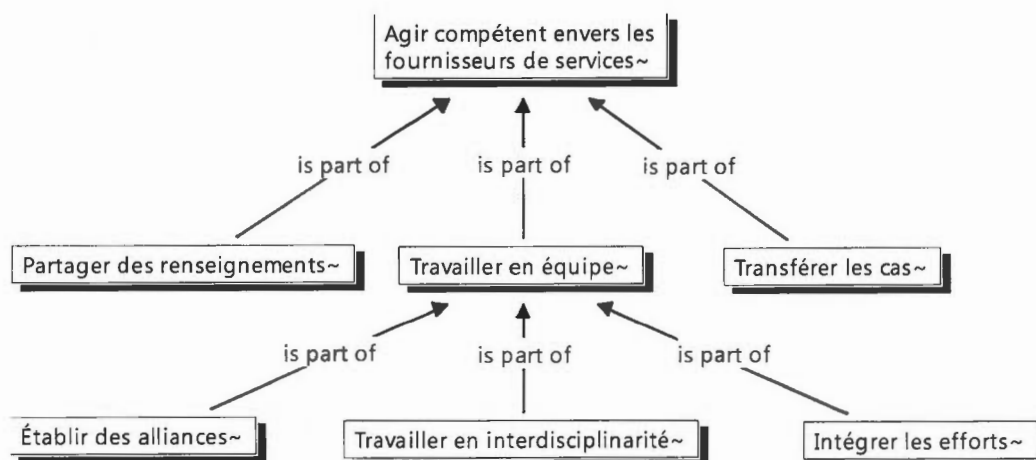 Agir compétent envers les
fournisseurs de services~
is part of
is part of
is part of
Partager des renseignements~
Travailler en équipe~
Transférer les cas~
is part of
is part of
is part of
Établir des alliances~
Travailler en interdisciplinarité~
Intégrer les efforts~